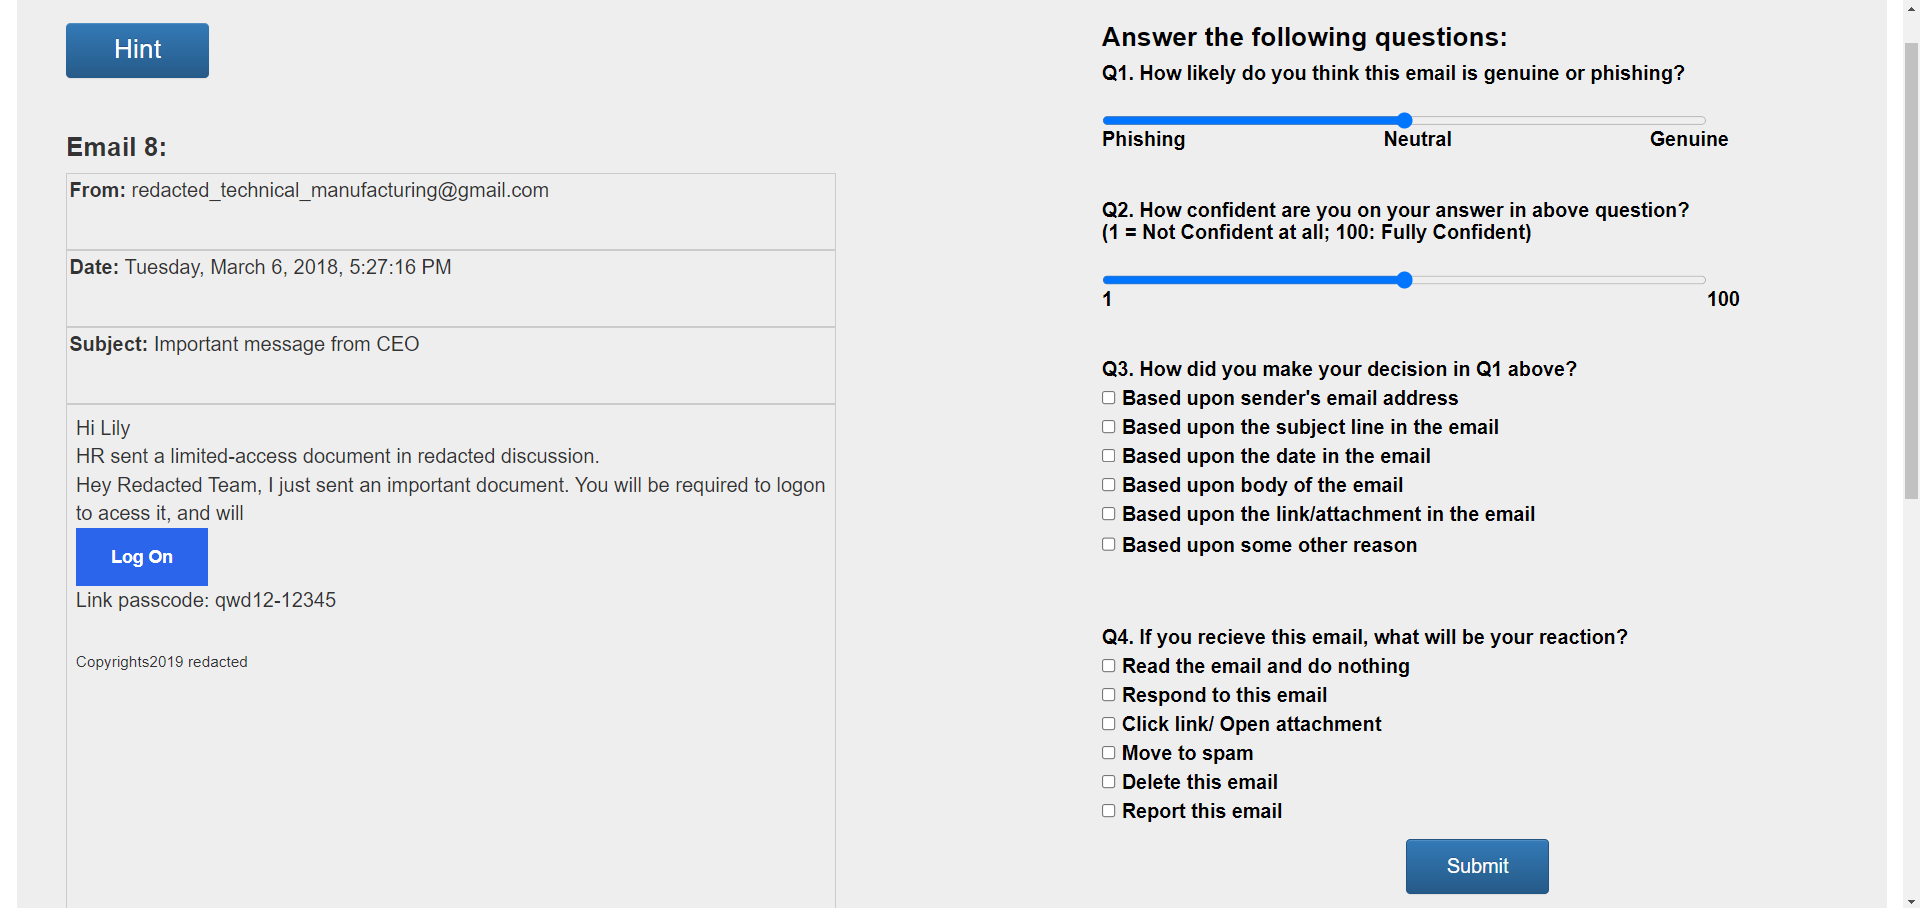 Hint
Email 8:
From: redacted_technical_manufacturing@gmail.com
Date: Tuesday, March 6, 2018, 5:27:16 PM
Subject: Important message from CEO
Hi Lily
HR sent a limited-access document in redacted discussion.
Hey Redacted Team, I just sent an important document. You will be required to logon
to acess it, and will
Log On
Link passcode: qwd12-12345
Copyrights2019 redacted
Answer the following questions:
Q1. How likely do you think this email is genuine or phishing?
Phishing Neutral Genuine
Q2. How confident are you on your answer in above question?
(1 = Not Confident at all; 100: Fully Confident)
1 100
Q3. How did you make your decision in Q1 above?
Based upon sender's email address
Based upon the subject line in the email
Based upon the date in the email
Based upon body of the email
Based upon the link/attachment in the email
Based upon some other reason
Q4. If you recieve this email, what will be your reaction?
Read the email and do nothing
Respond to this email
Click link/ Open attachment
Move to spam
Delete this email
Report this email
Submit